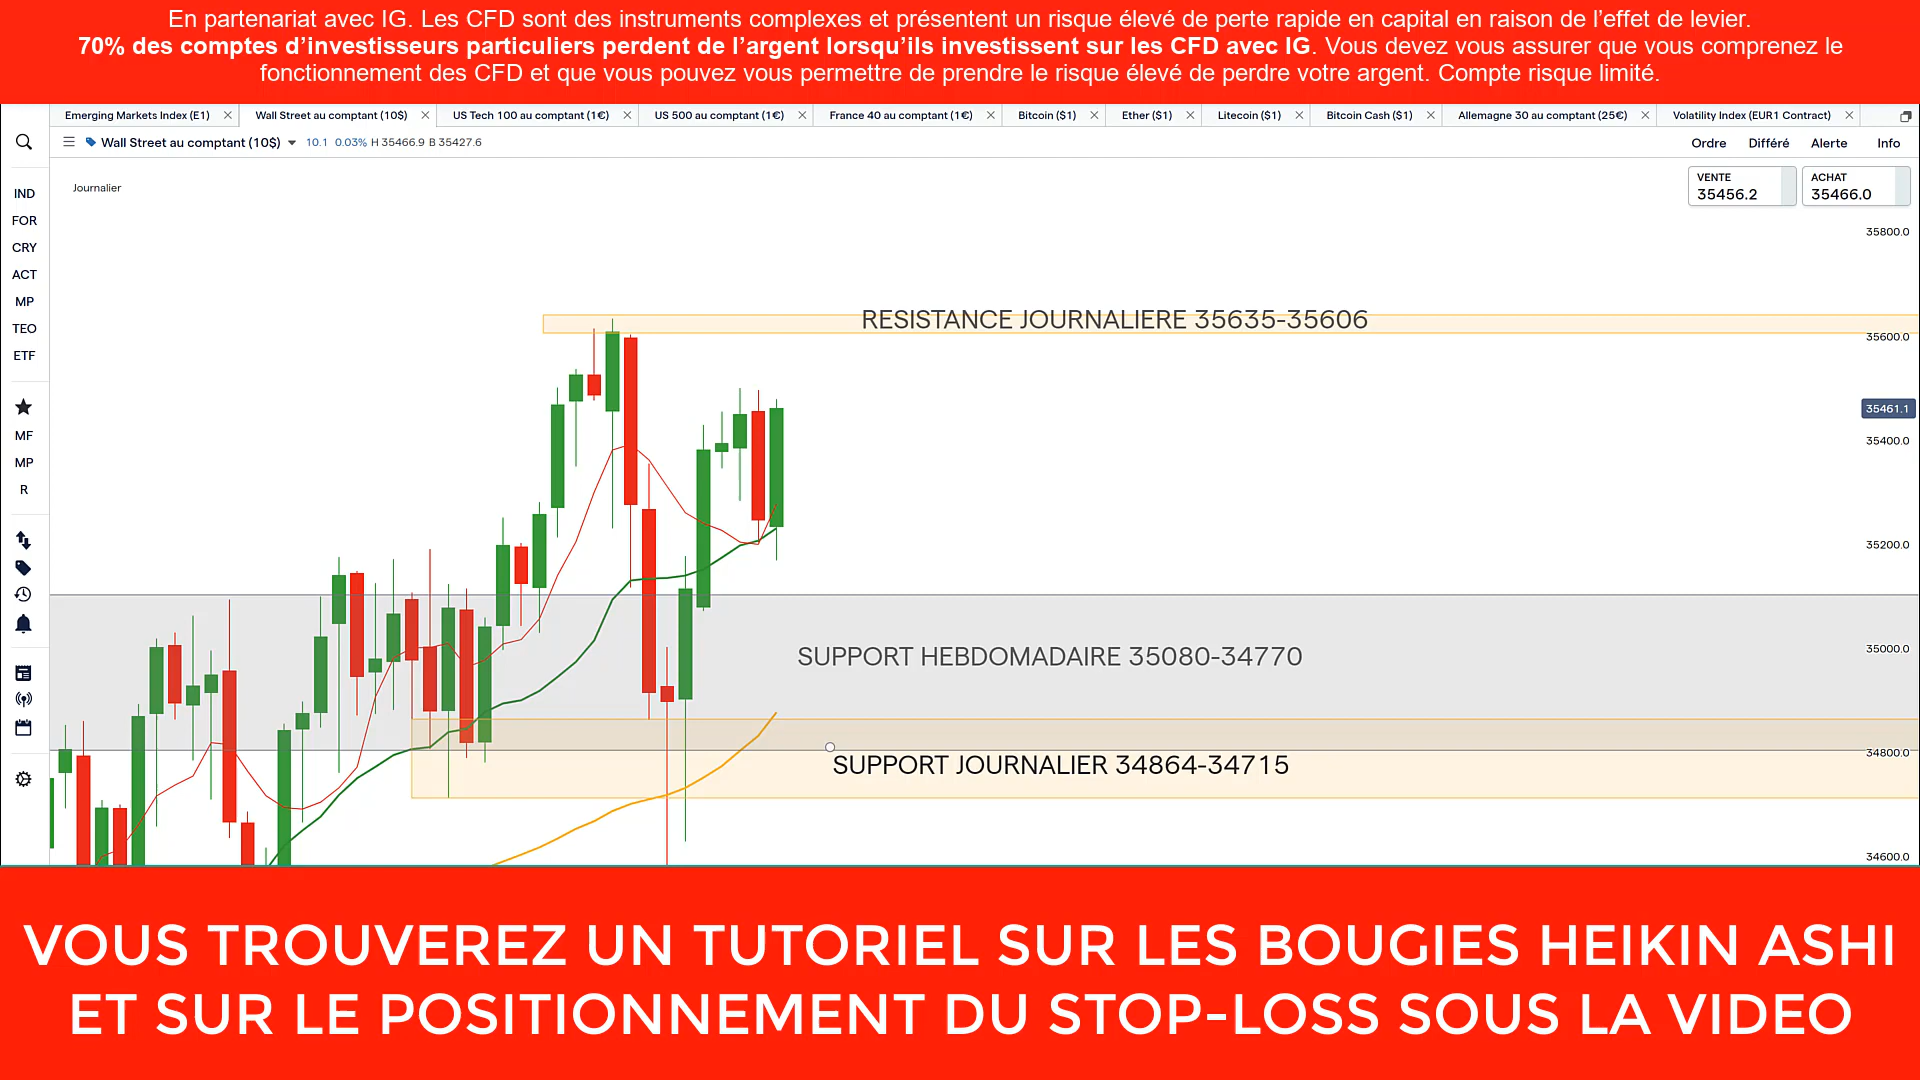 En partenariat avec IG. Les CFD sont des instruments complexes et présentent un risque élevé de perte rapide en capital en raison de l’effet de levier.
70% des comptes d’investisseurs particuliers perdent de l’argent lorsqu’ils investissent sur les CFD avec IG. Vous devez vous assurer que vous comprenez le
fonctionnement des CFD et que vous pouvez vous permettre de prendre le risque élevé de perdre votre argent. Compte risque limité.
Emerging Markets Index (E1) Wall Street au comptant (10$) US Tech 100 au comptant (1€) US 500 au comptant (1€) France 40 au comptant (1€) Bitcoin ($1) Ether ($1) Litecoin ($1) Bitcoin Cash ($1) Allemagne 30 au comptant (25€) Volatility Index (EUR1 Contract)
Wall Street au comptant (10$) 10.1 0.03% H 35466.9 B 35427.6 Ordre Différé Alerte Info
Journalier
VENTE
35456.2
ACHAT
35466.0
IND
FOR
CRY
ACT
MP
TEO
ETF
MF
MP
R
35800.0
RESISTANCE JOURNALIERE 35635-35606
35600.0
35461.1
35400.0
35200.0
35000.0
SUPPORT HEBDOMADAIRE 35080-34770
34800.0
SUPPORT JOURNALIER 34864-34715
34600.0
VOUS TROUVEREZ UN TUTORIEL SUR LES BOUGIES HEIKIN ASHI
ET SUR LE POSITIONNEMENT DU STOP-LOSS SOUS LA VIDEO